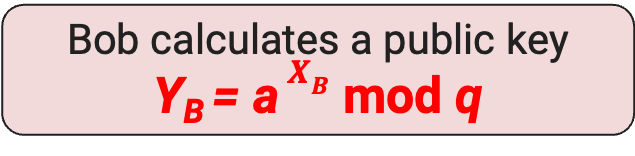 Bob calculates a public key
Y_B = a^{X_B} mod q